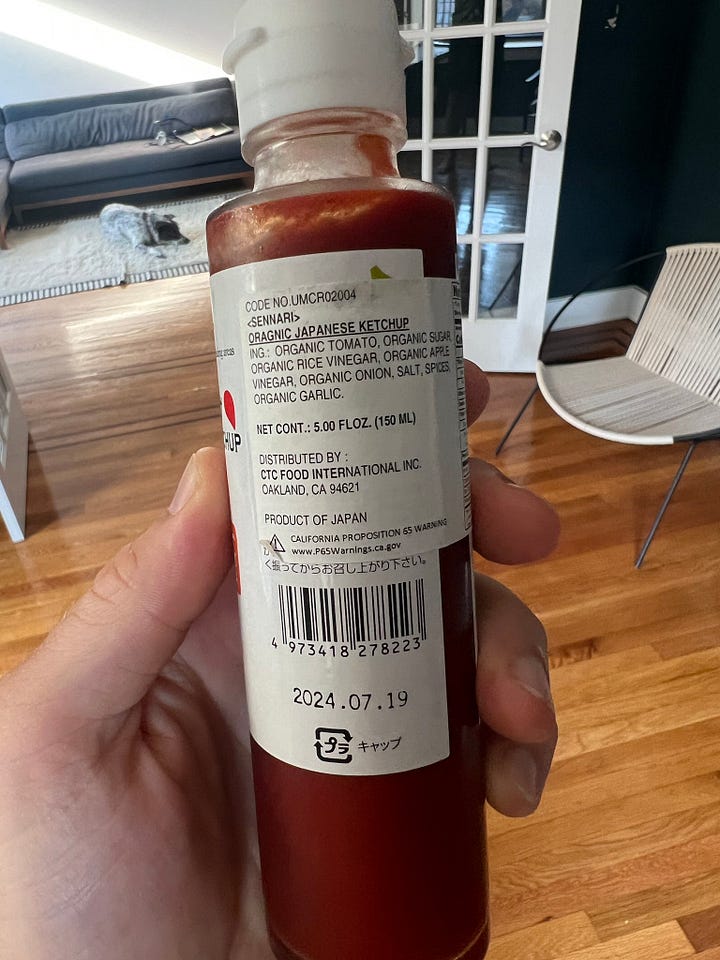 CODE NO.UMCR02004
<SENNARI>
ORAGNIC JAPANESE KETCHUP
ING.: ORGANIC TOMATO, ORGANIC SUGAR,
ORGANIC RICE VINEGAR, ORGANIC APPLE
VINEGAR, ORGANIC ONION, SALT, SPICES,
ORGANIC GARLIC.
NET CONT.: 5.00 FLOZ. (150 ML)
DISTRIBUTED BY :
CTC FOOD INTERNATIONAL INC.
OAKLAND, CA 94621
PRODUCT OF JAPAN
CALIFORNIA PROPOSITION 65 WARNING
www.P65Warnings.ca.gov
く振ってからお召し上がり下さい。
4 973418 278223
2024.07.19
プラ キャップ
HUP